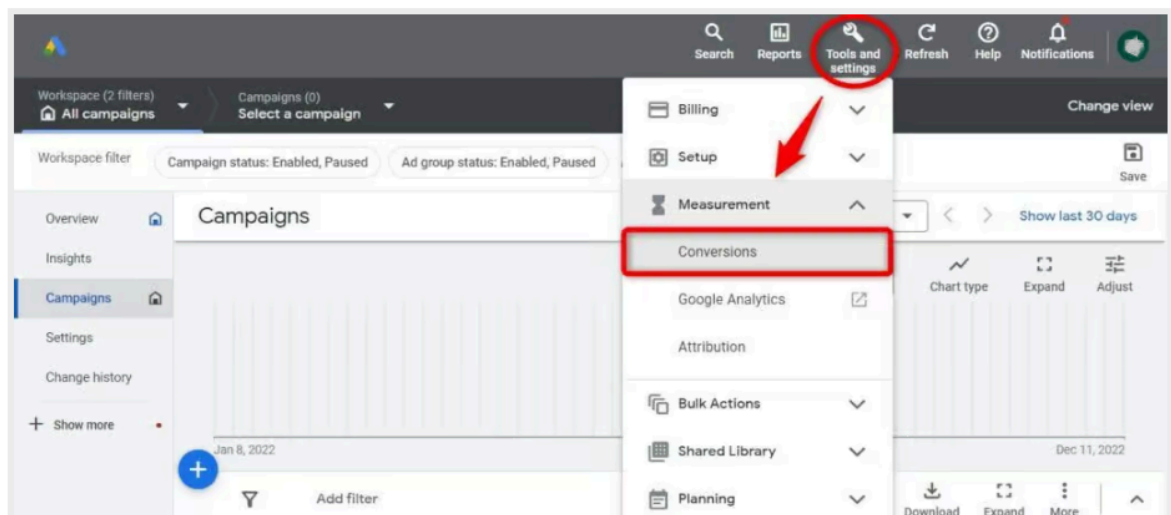 Search
Reports
Tools and
settings
Refresh
Help
Notifications
Workspace (2 filters)
All campaigns
Campaigns (0)
Select a campaign
Change view
Billing
Workspace filter
Campaign status: Enabled, Paused
Ad group status: Enabled, Paused
Setup
Save
Overview
Campaigns
Measurement
Show last 30 days
Insights
Conversions
Campaigns
Chart type
Expand
Adjust
Google Analytics
Settings
Attribution
Change history
Bulk Actions
Show more
Jan 8, 2022
Shared Library
Dec 11, 2022
Add filter
Planning
Download
Expand
More